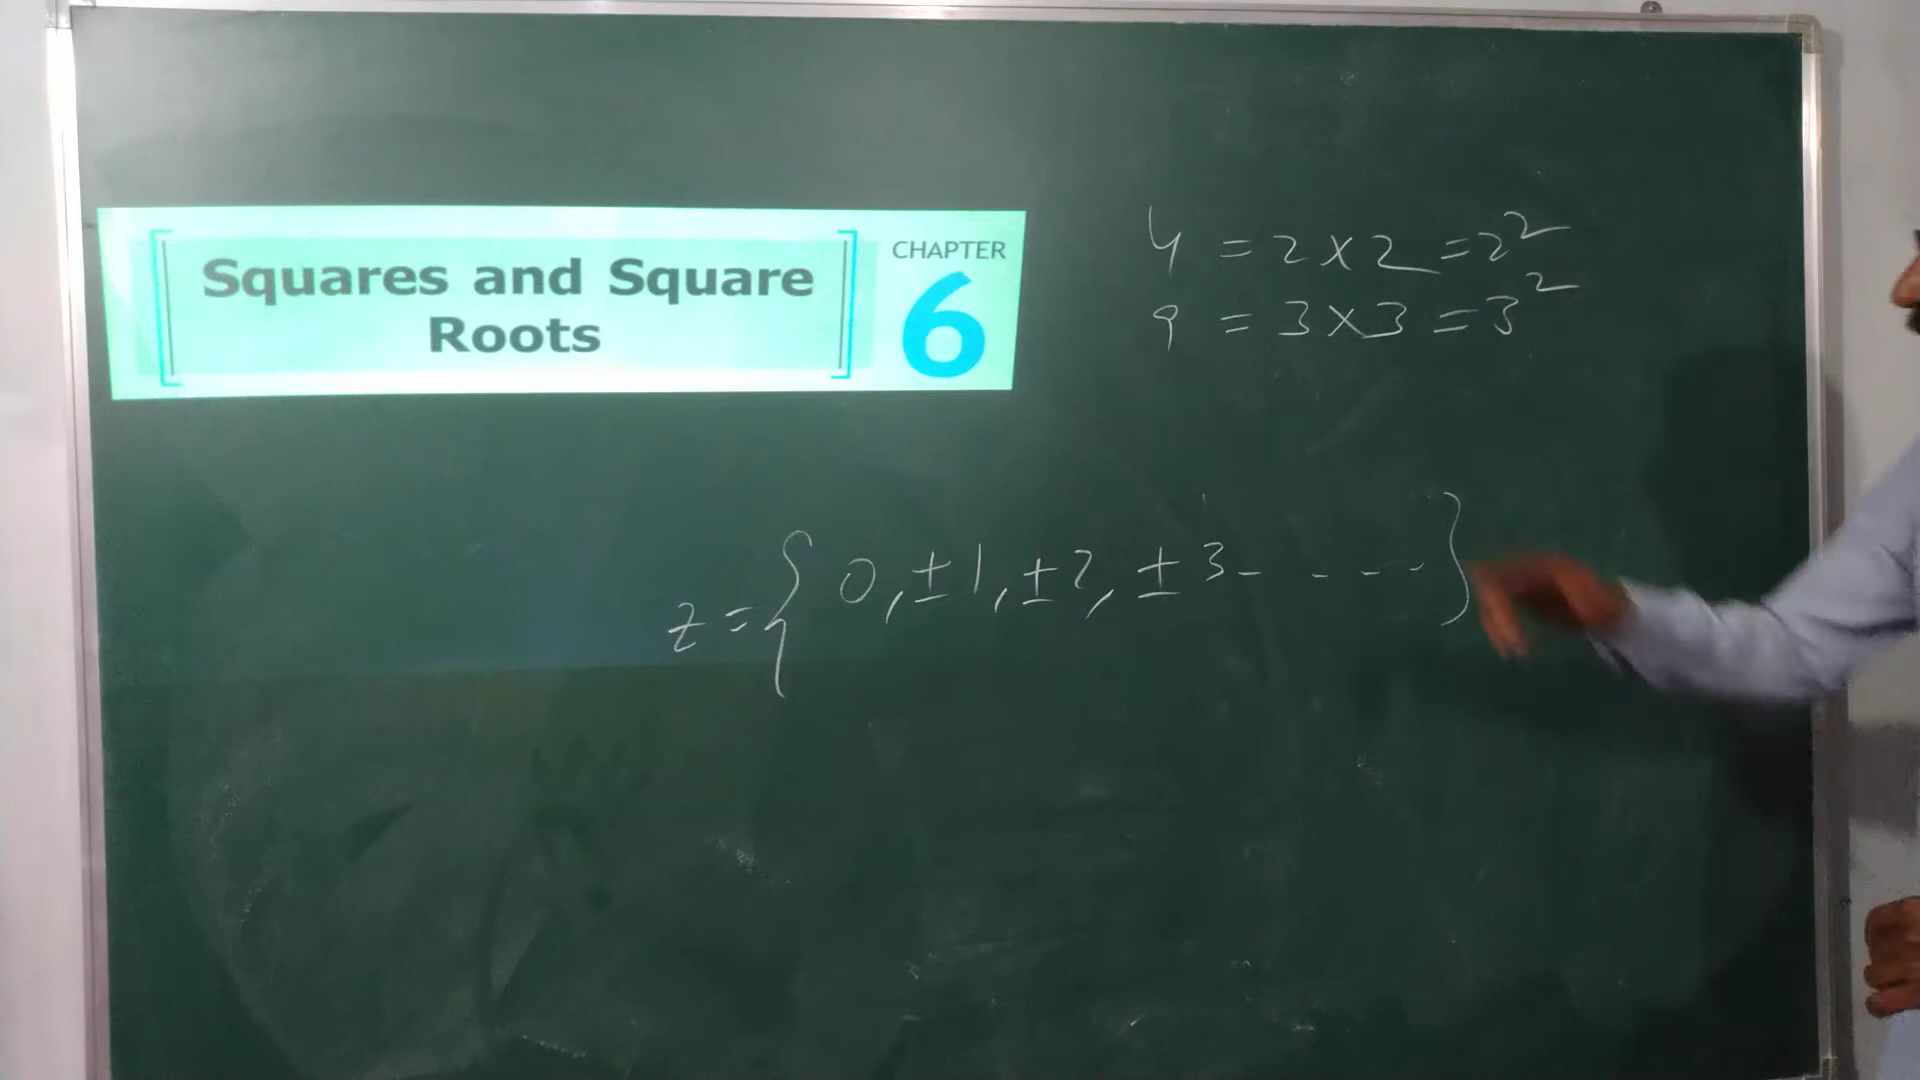 Squares and Square
Roots
CHAPTER
6
4 = 2 × 2 = 2²
9 = 3 × 3 = 3²
z = { 0, ±1, ±2, ±3 - - - - }